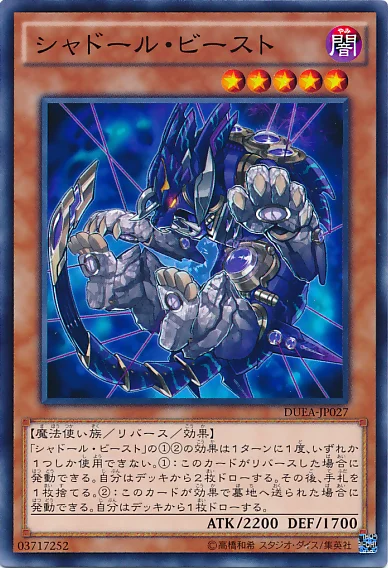 シャドール・ビースト
闇
DUEA-JP027
【魔法使い族／リバース／効果】
「シャドール・ビースト」の①②の効果は1ターンに1度、いずれか
1つしか使用できない。①：このカードがリバースした場合に
発動できる。自分はデッキから2枚ドローする。その後、手札を
1枚捨てる。②：このカードが効果で墓地へ送られた場合に
発動できる。自分はデッキから1枚ドローする。
ATK/2200 DEF/1700
03717252 ©高橋和希 スタジオ・ダイス/集英社